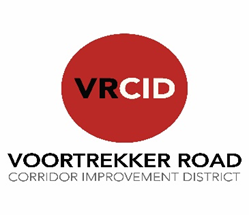 VRCID
VOORTREKKER ROAD
CORRIDOR IMPROVEMENT DISTRICT